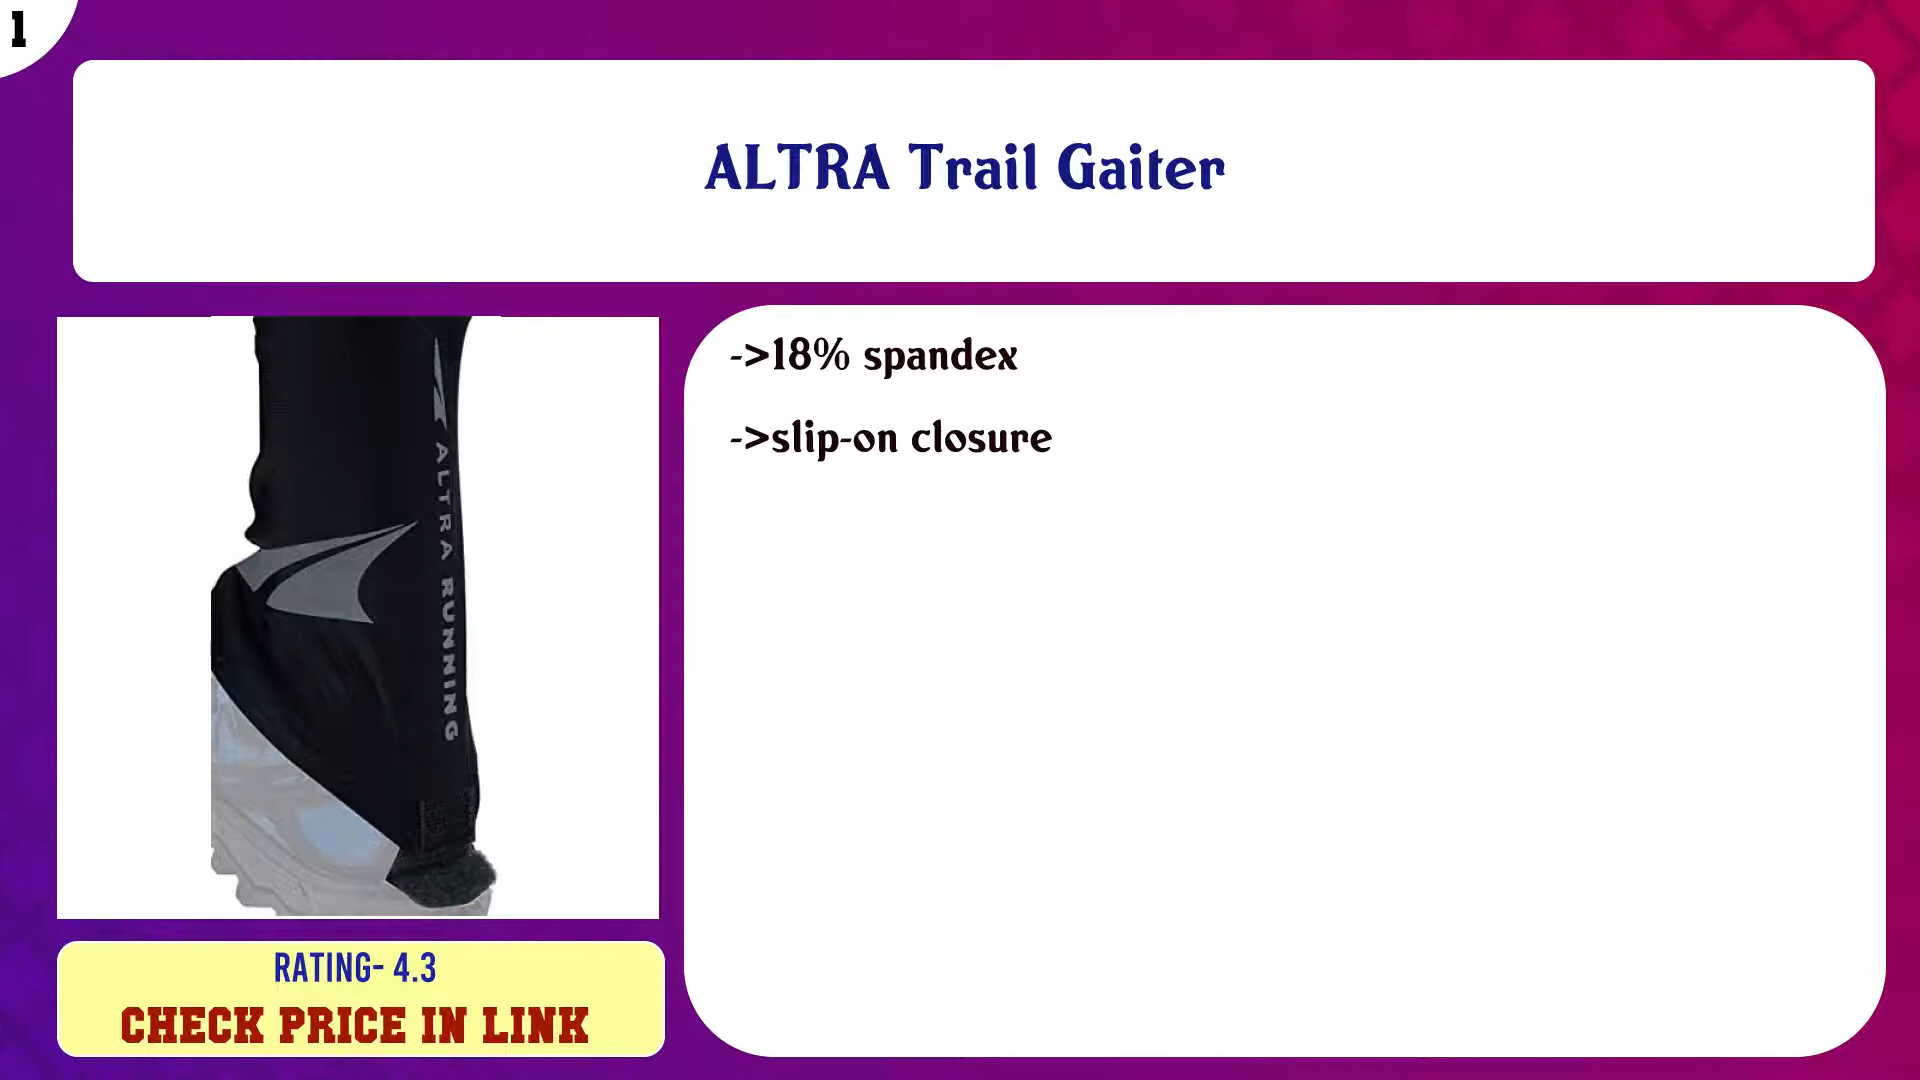 1
ALTRA Trail Gaiter
->18% spandex
->slip-on closure
ALTRA RUNNING
RATING- 4.3
CHECK PRICE IN LINK